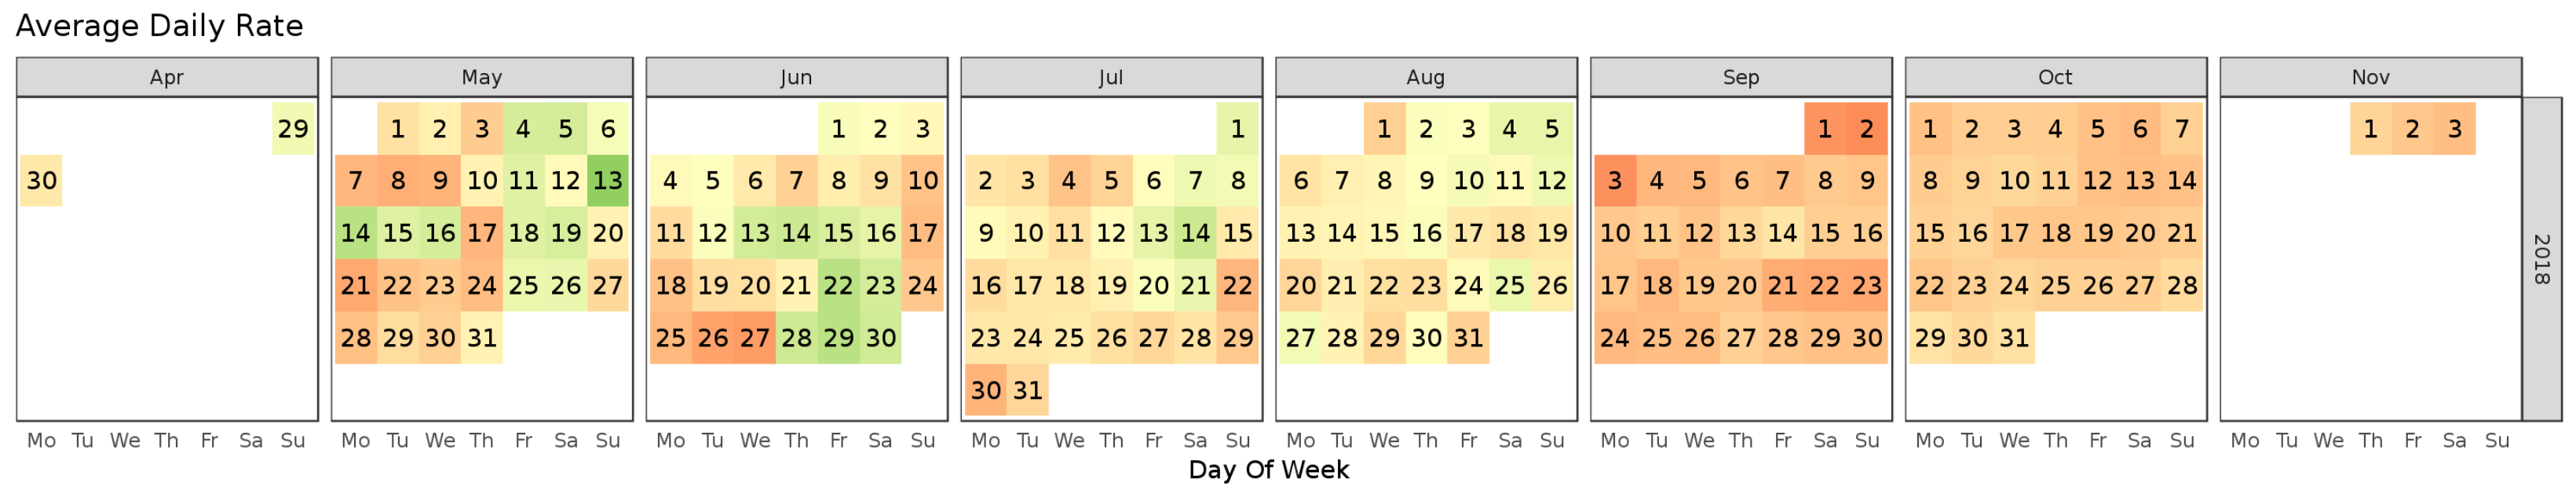 Average Daily Rate
Apr May Jun Jul Aug Sep Oct Nov
29 1 2 3 4 5 6 1 2 3 1 1 2 3 4 5 1 2 1 2 3 4 5 6 7 1 2 3
30 7 8 9 10 11 12 13 4 5 6 7 8 9 10 2 3 4 5 6 7 8 6 7 8 9 10 11 12 3 4 5 6 7 8 9 8 9 10 11 12 13 14
14 15 16 17 18 19 20 11 12 13 14 15 16 17 9 10 11 12 13 14 15 13 14 15 16 17 18 19 10 11 12 13 14 15 16 15 16 17 18 19 20 21
21 22 23 24 25 26 27 18 19 20 21 22 23 24 16 17 18 19 20 21 22 20 21 22 23 24 25 26 17 18 19 20 21 22 23 22 23 24 25 26 27 28
28 29 30 31 25 26 27 28 29 30 23 24 25 26 27 28 29 27 28 29 30 31 24 25 26 27 28 29 30 29 30 31
30 31
2018
Mo Tu We Th Fr Sa Su Mo Tu We Th Fr Sa Su Mo Tu We Th Fr Sa Su Mo Tu We Th Fr Sa Su Mo Tu We Th Fr Sa Su Mo Tu We Th Fr Sa Su Mo Tu We Th Fr Sa Su Mo Tu We Th Fr Sa Su
Day Of Week